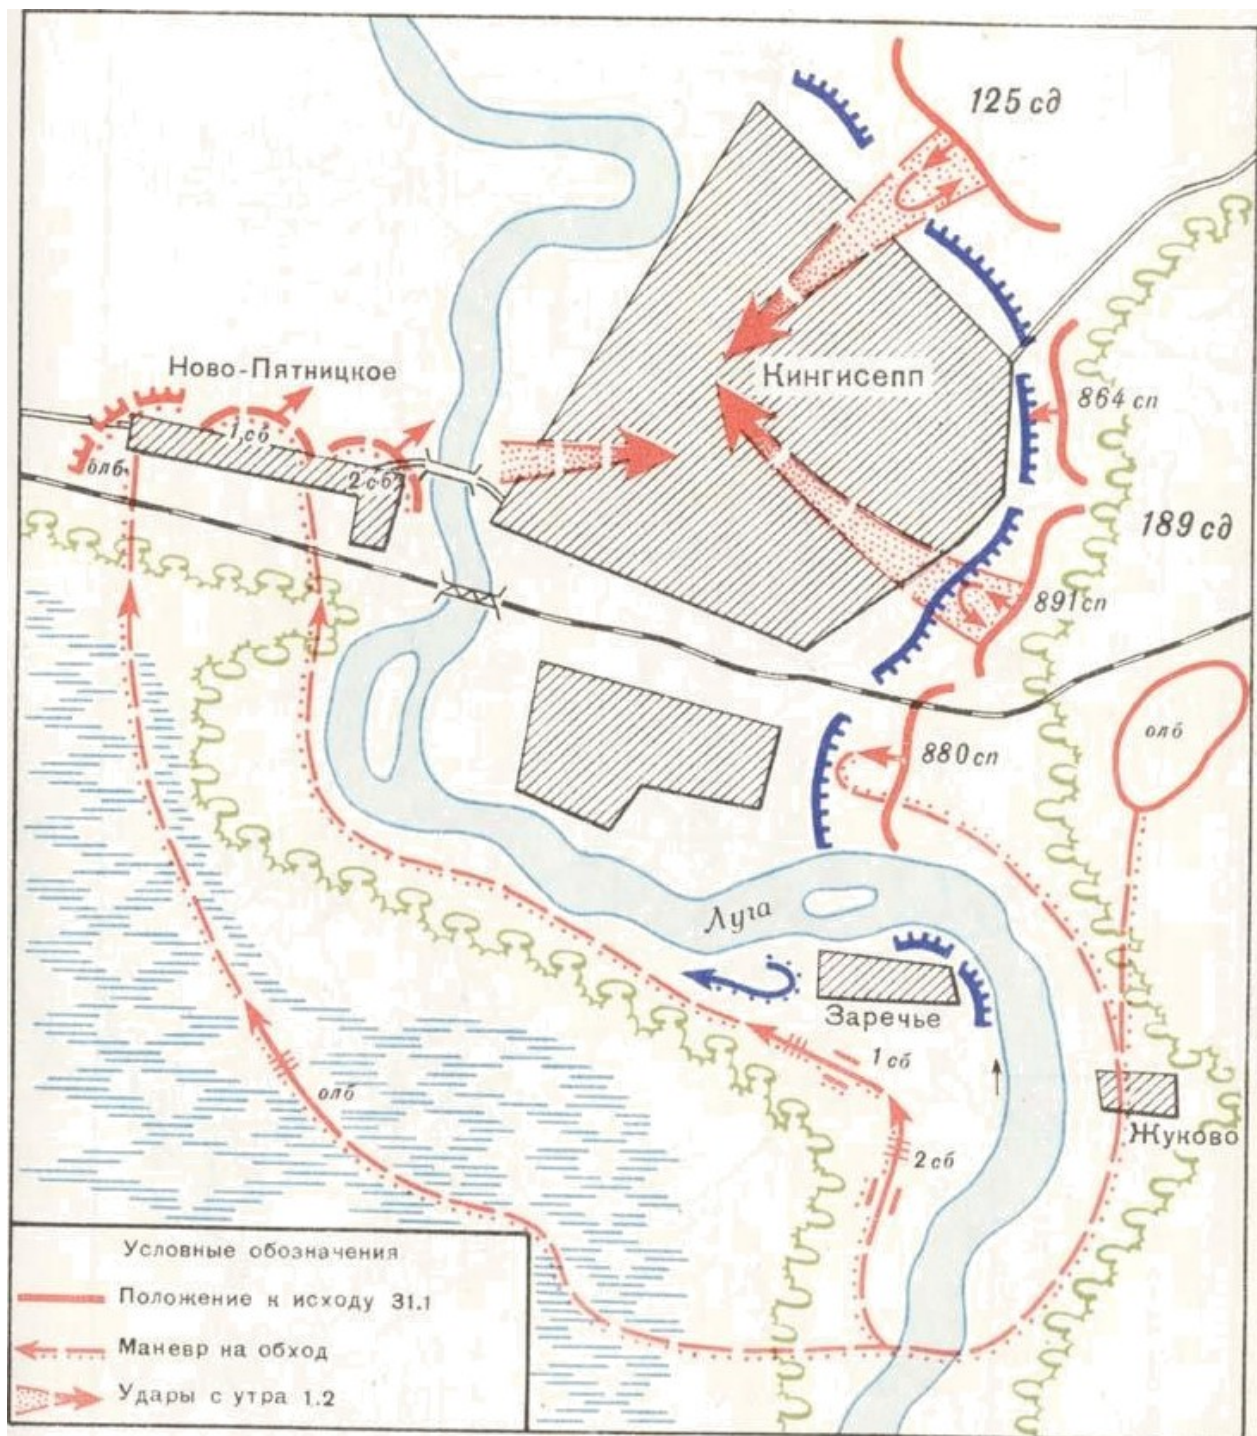 125 сд
Ново-Пятницкое
Кингисепп
864 сп
1 сб
олб
2 сб
189 сд
891 сп
олб
880 сп
Луга
Заречье
1 сб
олб
2 сб
Жуково
Условные обозначения
Положение к исходу 31.1
Маневр на обход
Удары с утра 1.2